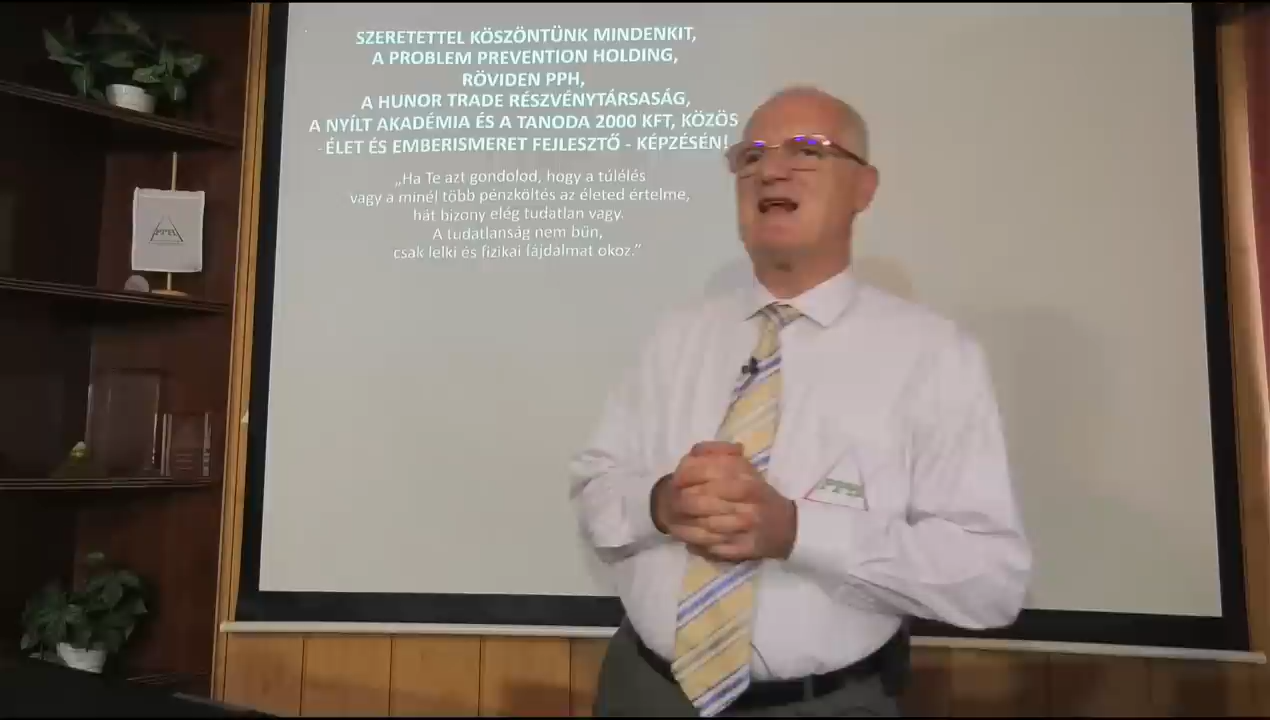 SZERETETTEL KÖSZÖNTÜNK MINDENKIT,
A PROBLEM PREVENTION HOLDING,
RÖVIDEN PPH,
A HUNOR TRADE RÉSZVÉNYTÁRSASÁG,
A NYÍLT AKADÉMIA ÉS A TANODA 2000 KFT, KÖZÖS
- ÉLET ÉS EMBERISMERET FEJLESZTŐ - KÉPZÉSÉN!
„Ha Te azt gondolod, hogy a túlélés
vagy a minél több pénzköltés az életed értelme,
hát bizony elég tudatlan vagy.
A tudatlanság nem bűn,
csak lelki és fizikai fájdalmat okoz.”
PPH
PPH